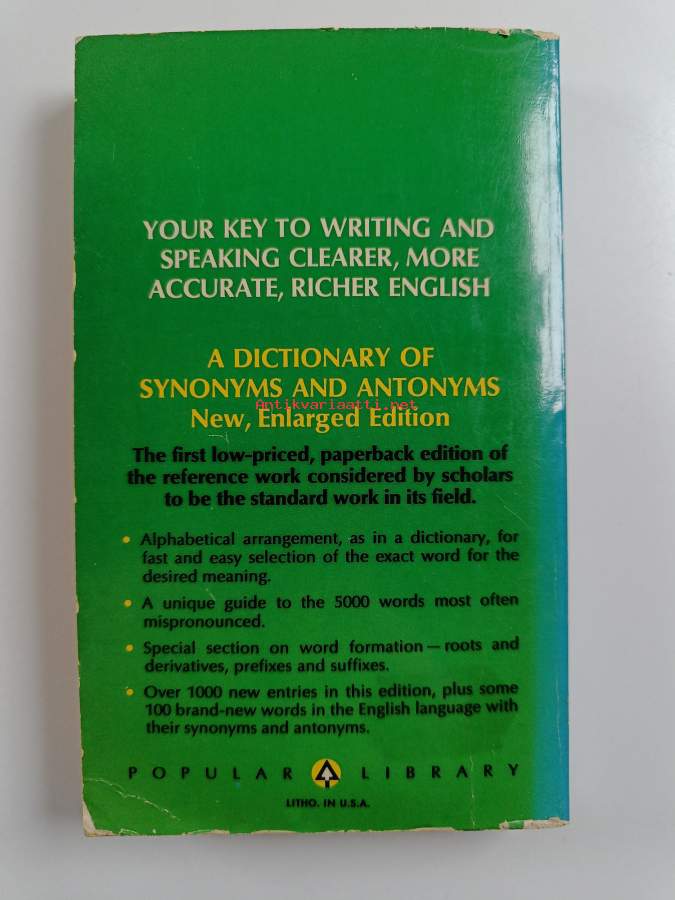 YOUR KEY TO WRITING AND
SPEAKING CLEARER, MORE
ACCURATE, RICHER ENGLISH
A DICTIONARY OF
SYNONYMS AND ANTONYMS
Antikvariaatti.net
New, Enlarged Edition
The first low-priced, paperback edition of
the reference work considered by scholars
to be the standard work in its field.
• Alphabetical arrangement, as in a dictionary, for
fast and easy selection of the exact word for the
desired meaning.
• A unique guide to the 5000 words most often
mispronounced.
• Special section on word formation — roots and
derivatives, prefixes and suffixes.
• Over 1000 new entries in this edition, plus some
100 brand-new words in the English language with
their synonyms and antonyms.
POPULAR LIBRARY
LITHO. IN U.S.A.